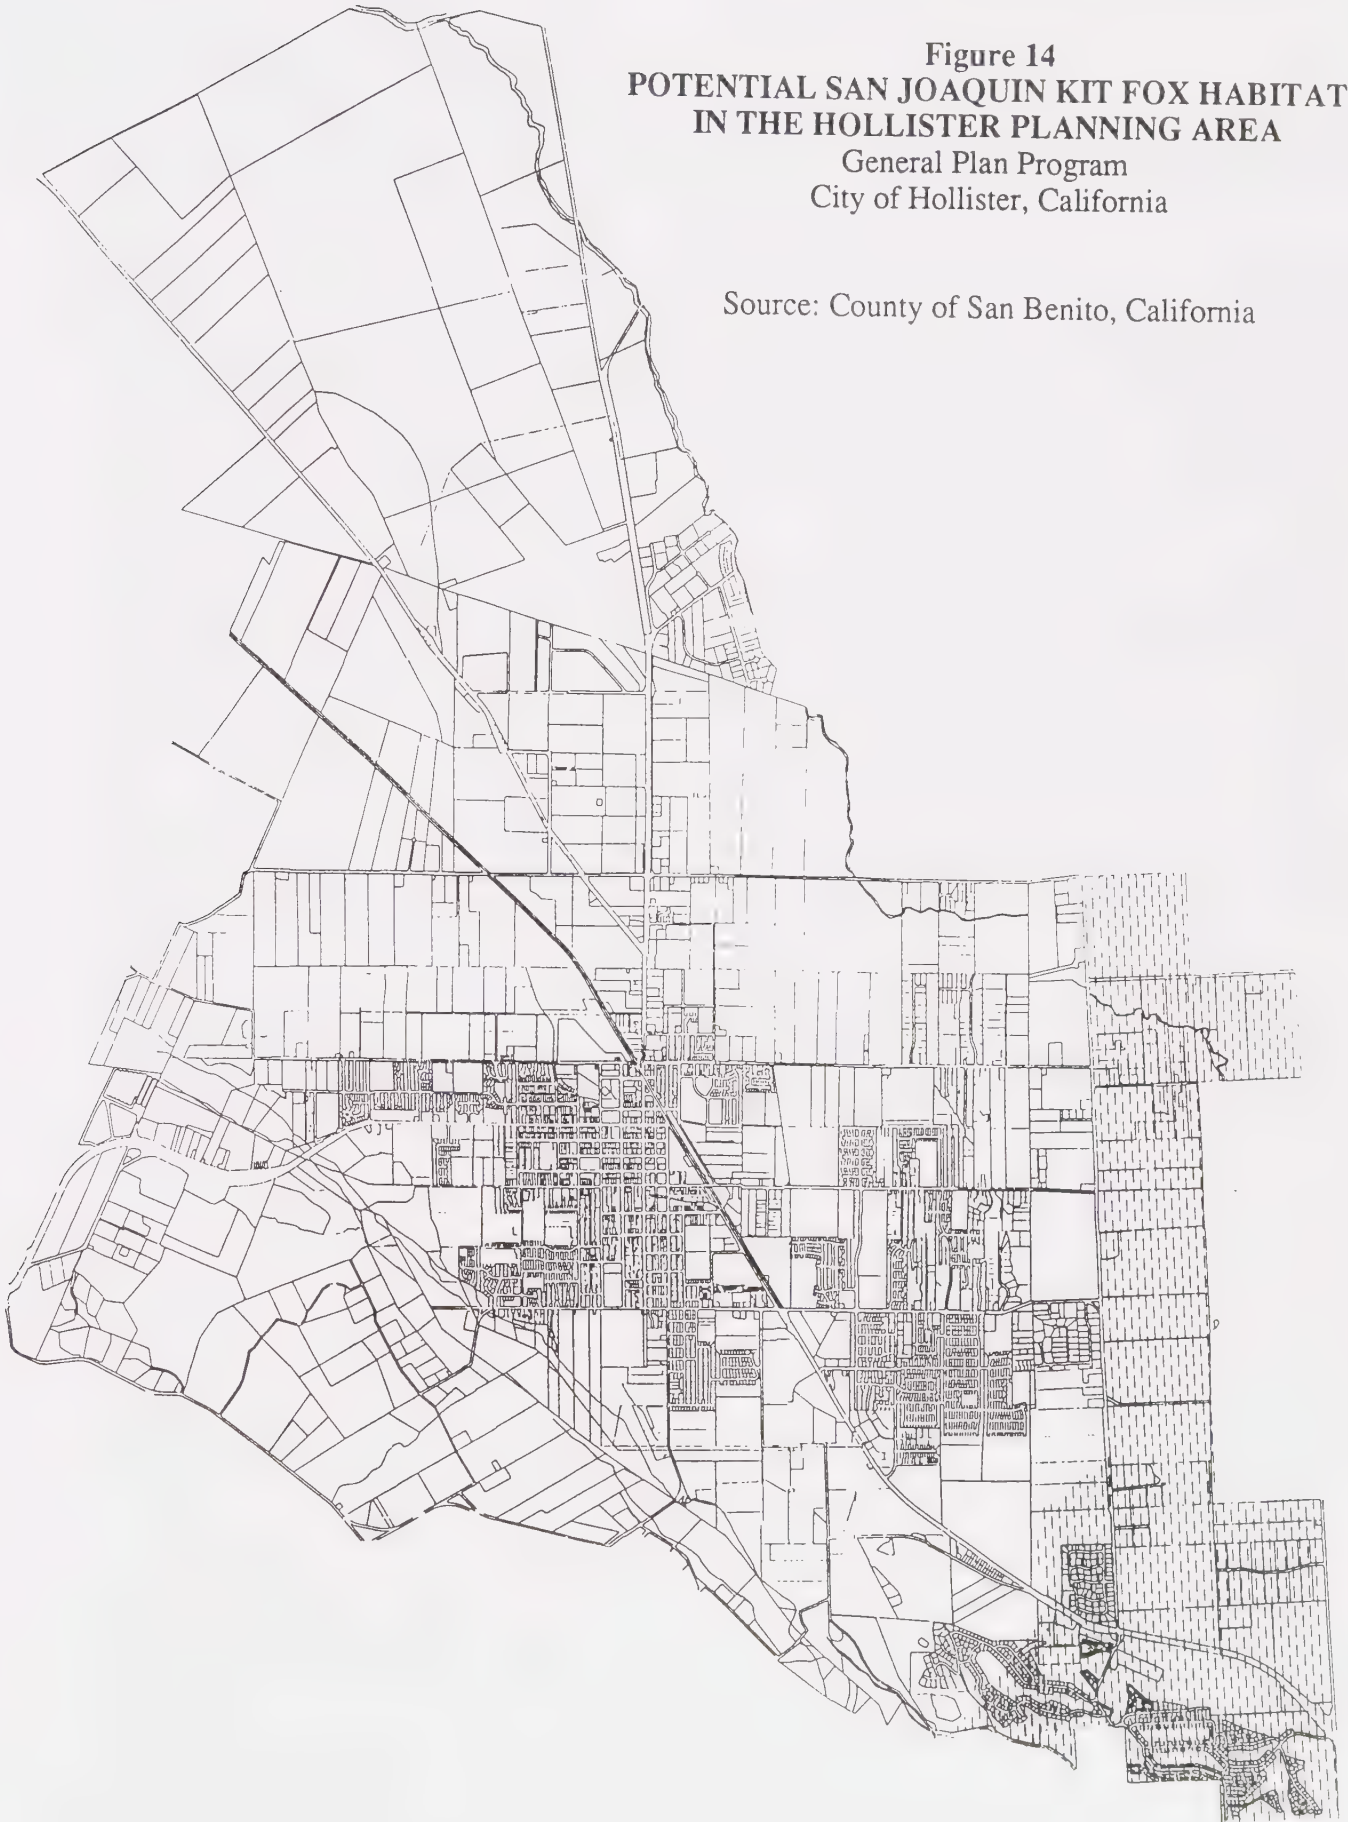 Figure 14
POTENTIAL SAN JOAQUIN KIT FOX HABITAT
IN THE HOLLISTER PLANNING AREA
General Plan Program
City of Hollister, California
Source: County of San Benito, California